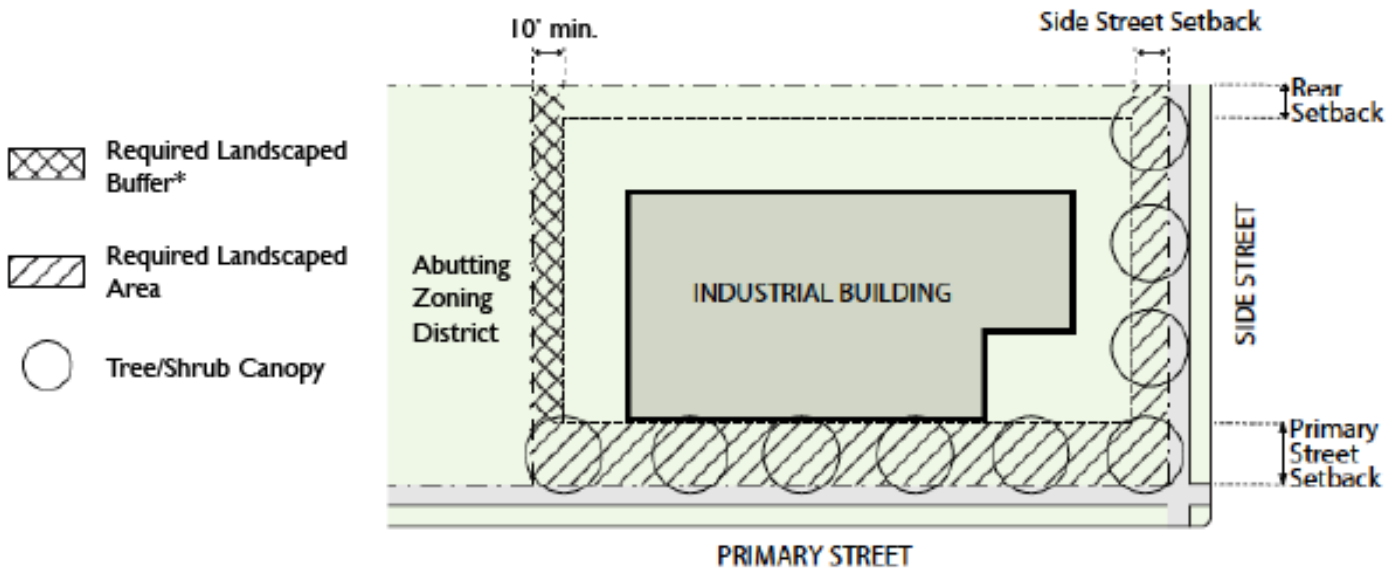 10' min.
Side Street Setback
Rear
Setback
Required Landscaped
Buffer*
Required Landscaped
Area
Tree/Shrub Canopy
Abutting
Zoning
District
INDUSTRIAL BUILDING
SIDE STREET
Primary
Street
Setback
PRIMARY STREET